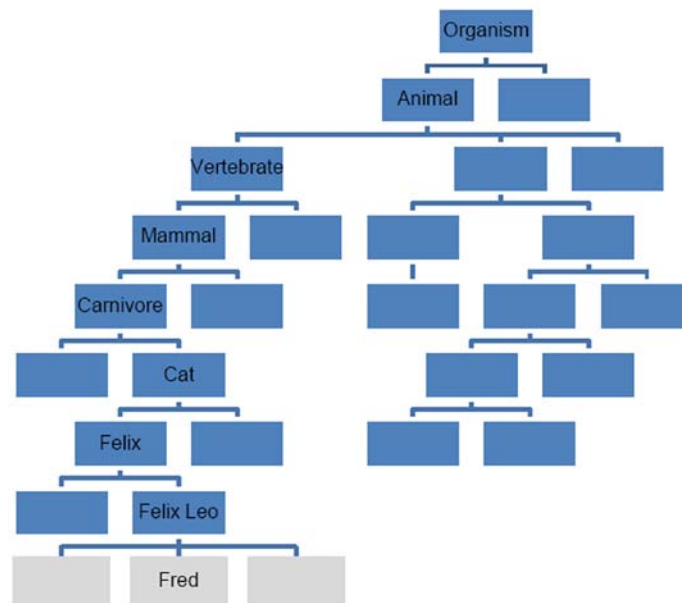 Organism
Animal
Vertebrate
Mammal
Carnivore
Cat
Felix
Felix Leo
Fred